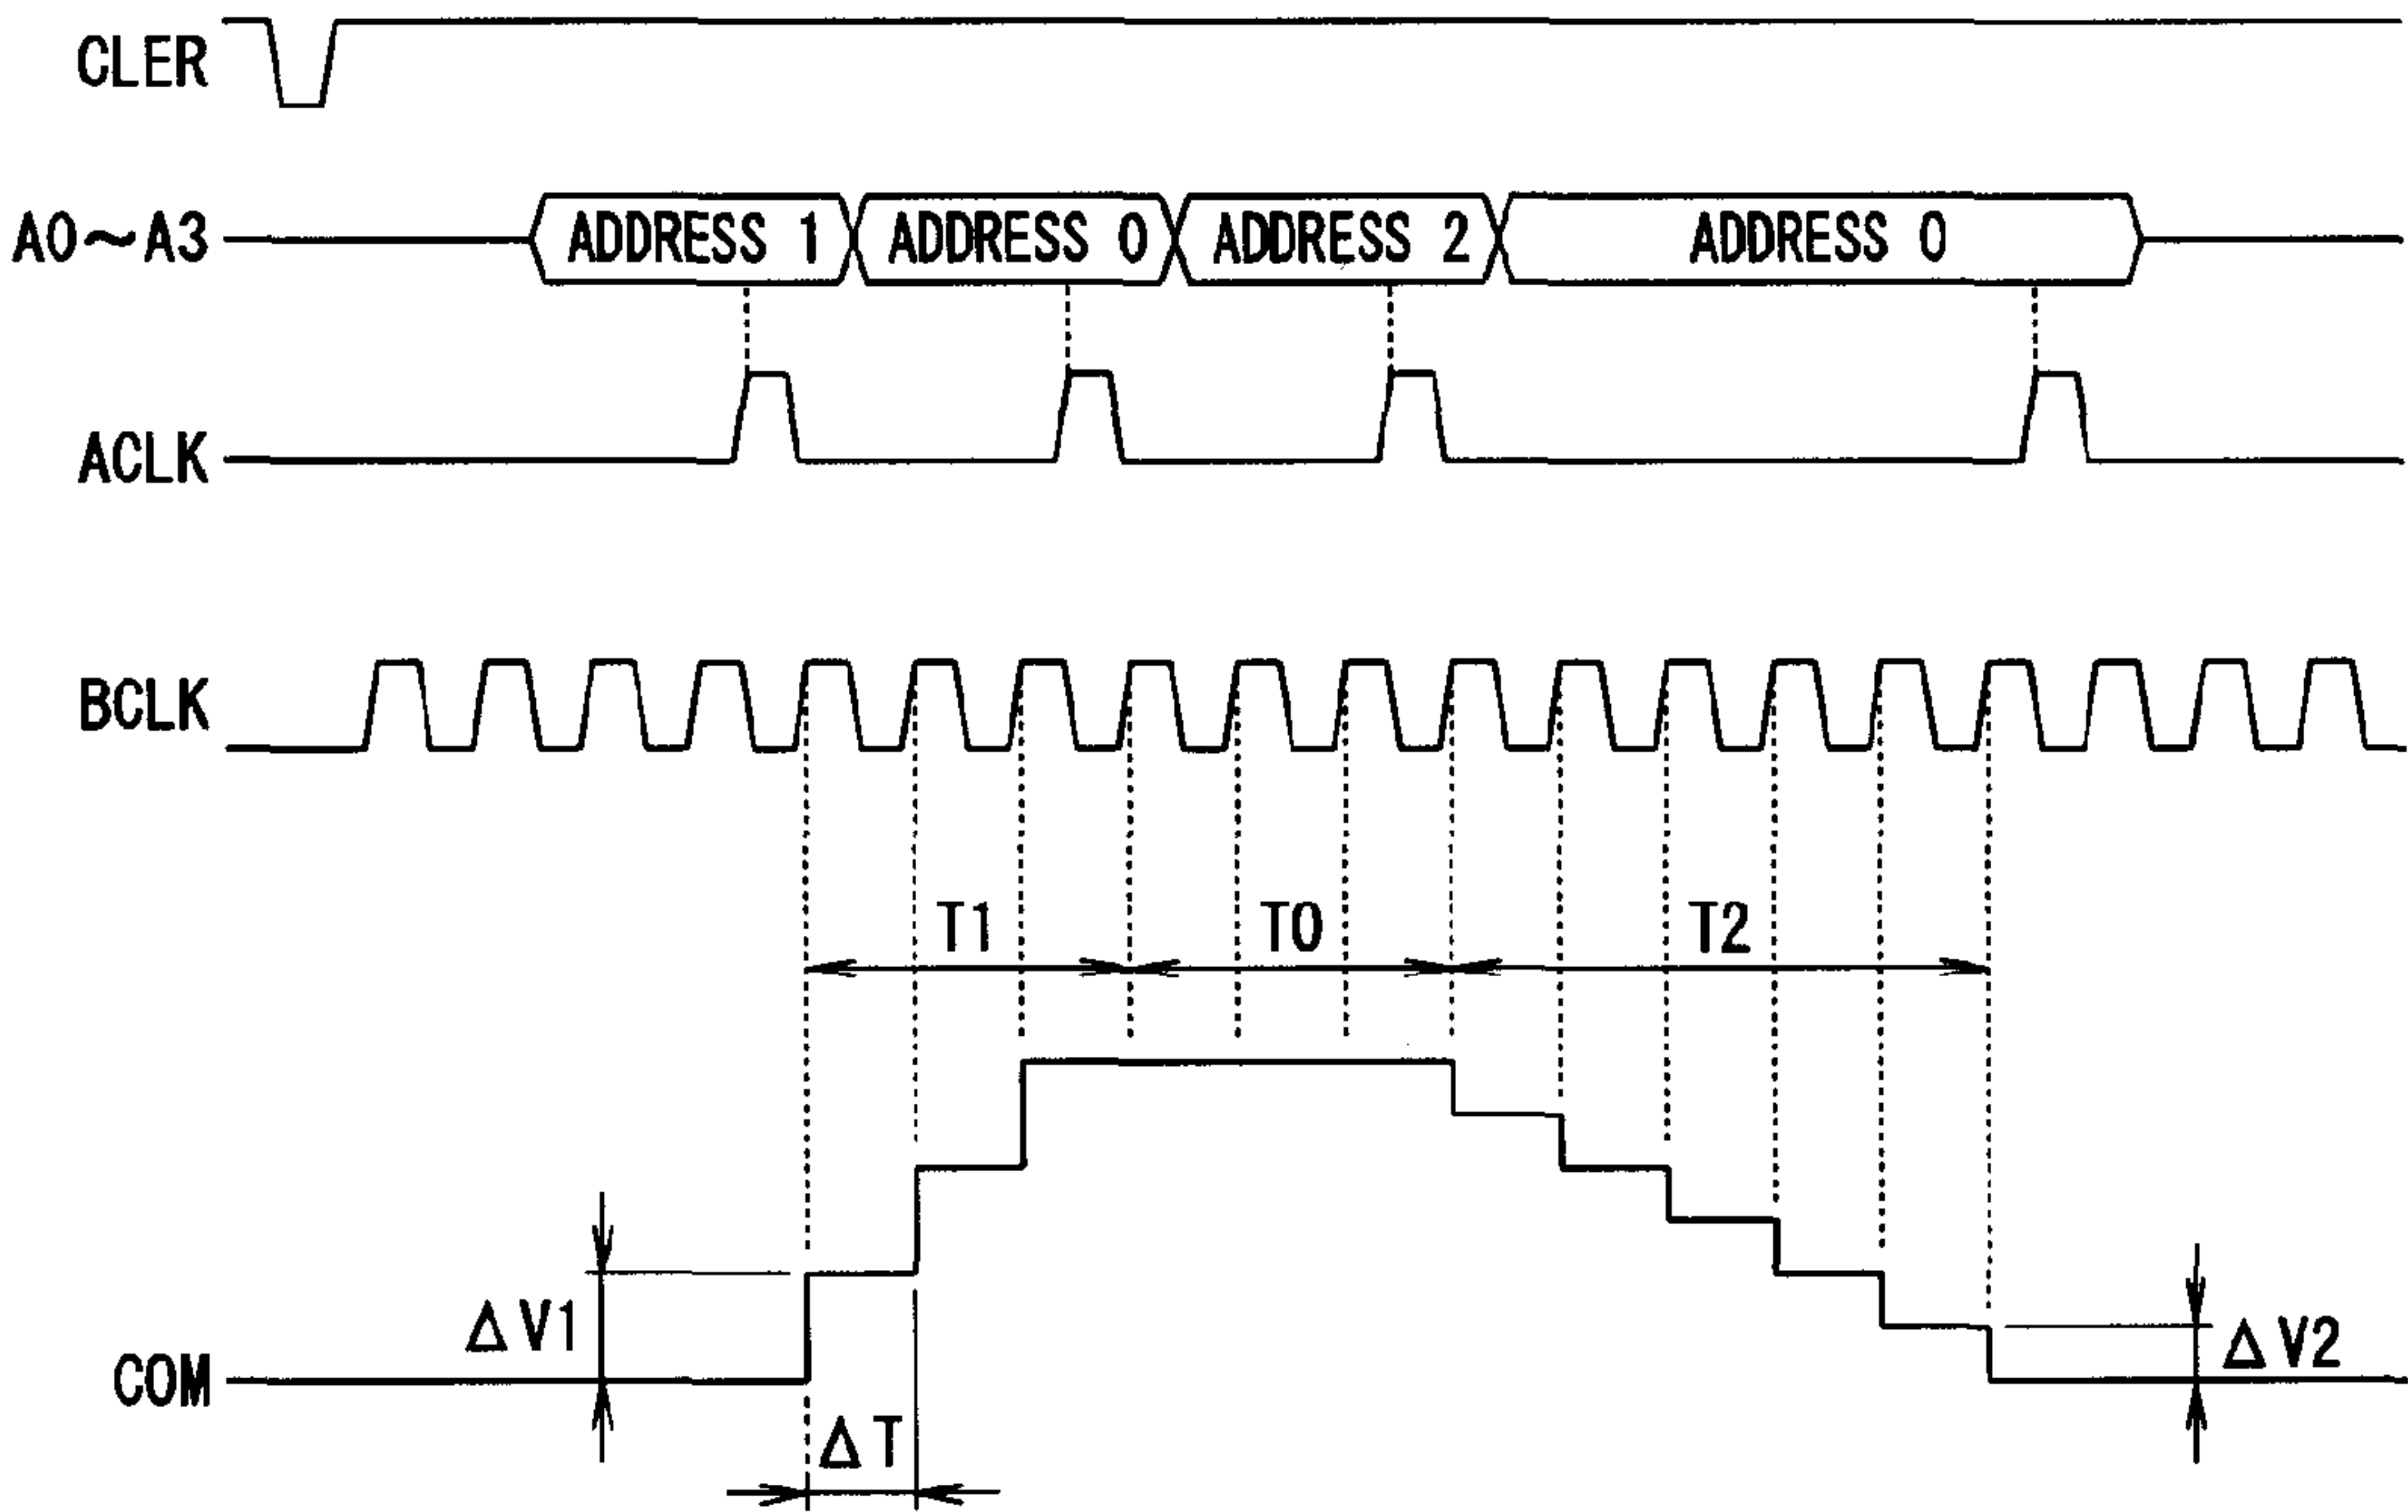 CLER
A0~A3
ADDRESS 1
ADDRESS 0
ADDRESS 2
ADDRESS 0
ACLK
BCLK
T1
T0
T2
ΔV1
ΔV2
COM
ΔT